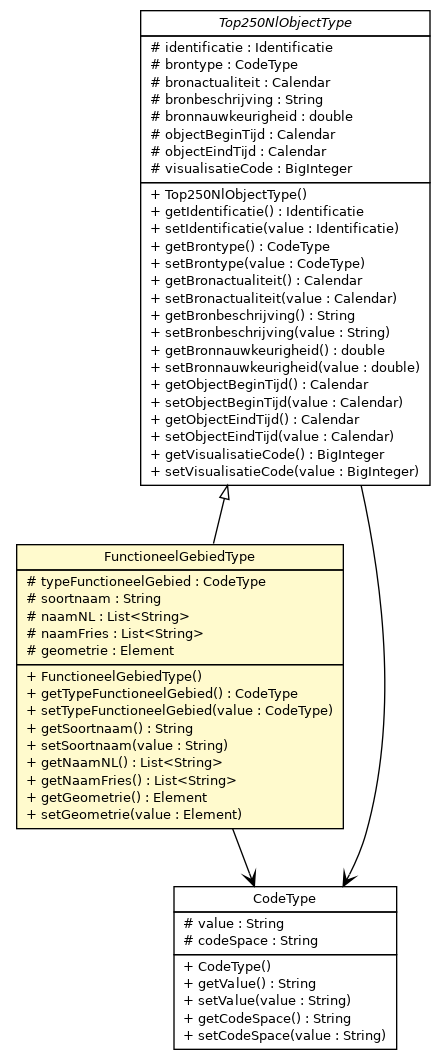 Top250NlObjectType
# identificatie : Identificatie
# brontype : CodeType
# bronactualiteit : Calendar
# bronbeschrijving : String
# bronnauwkeurigheid : double
# objectBeginTijd : Calendar
# objectEindTijd : Calendar
# visualisatieCode : BigInteger
+ Top250NlObjectType()
+ getIdentificatie() : Identificatie
+ setIdentificatie(value : Identificatie)
+ getBrontype() : CodeType
+ setBrontype(value : CodeType)
+ getBronactualiteit() : Calendar
+ setBronactualiteit(value : Calendar)
+ getBronbeschrijving() : String
+ setBronbeschrijving(value : String)
+ getBronnauwkeurigheid() : double
+ setBronnauwkeurigheid(value : double)
+ getObjectBeginTijd() : Calendar
+ setObjectBeginTijd(value : Calendar)
+ getObjectEindTijd() : Calendar
+ setObjectEindTijd(value : Calendar)
+ getVisualisatieCode() : BigInteger
+ setVisualisatieCode(value : BigInteger)
FunctioneelGebiedType
# typeFunctioneelGebied : CodeType
# soortnaam : String
# naamNL : List<String>
# naamFries : List<String>
# geometrie : Element
+ FunctioneelGebiedType()
+ getTypeFunctioneelGebied() : CodeType
+ setTypeFunctioneelGebied(value : CodeType)
+ getSoortnaam() : String
+ setSoortnaam(value : String)
+ getNaamNL() : List<String>
+ getNaamFries() : List<String>
+ getGeometrie() : Element
+ setGeometrie(value : Element)
CodeType
# value : String
# codeSpace : String
+ CodeType()
+ getValue() : String
+ setValue(value : String)
+ getCodeSpace() : String
+ setCodeSpace(value : String)